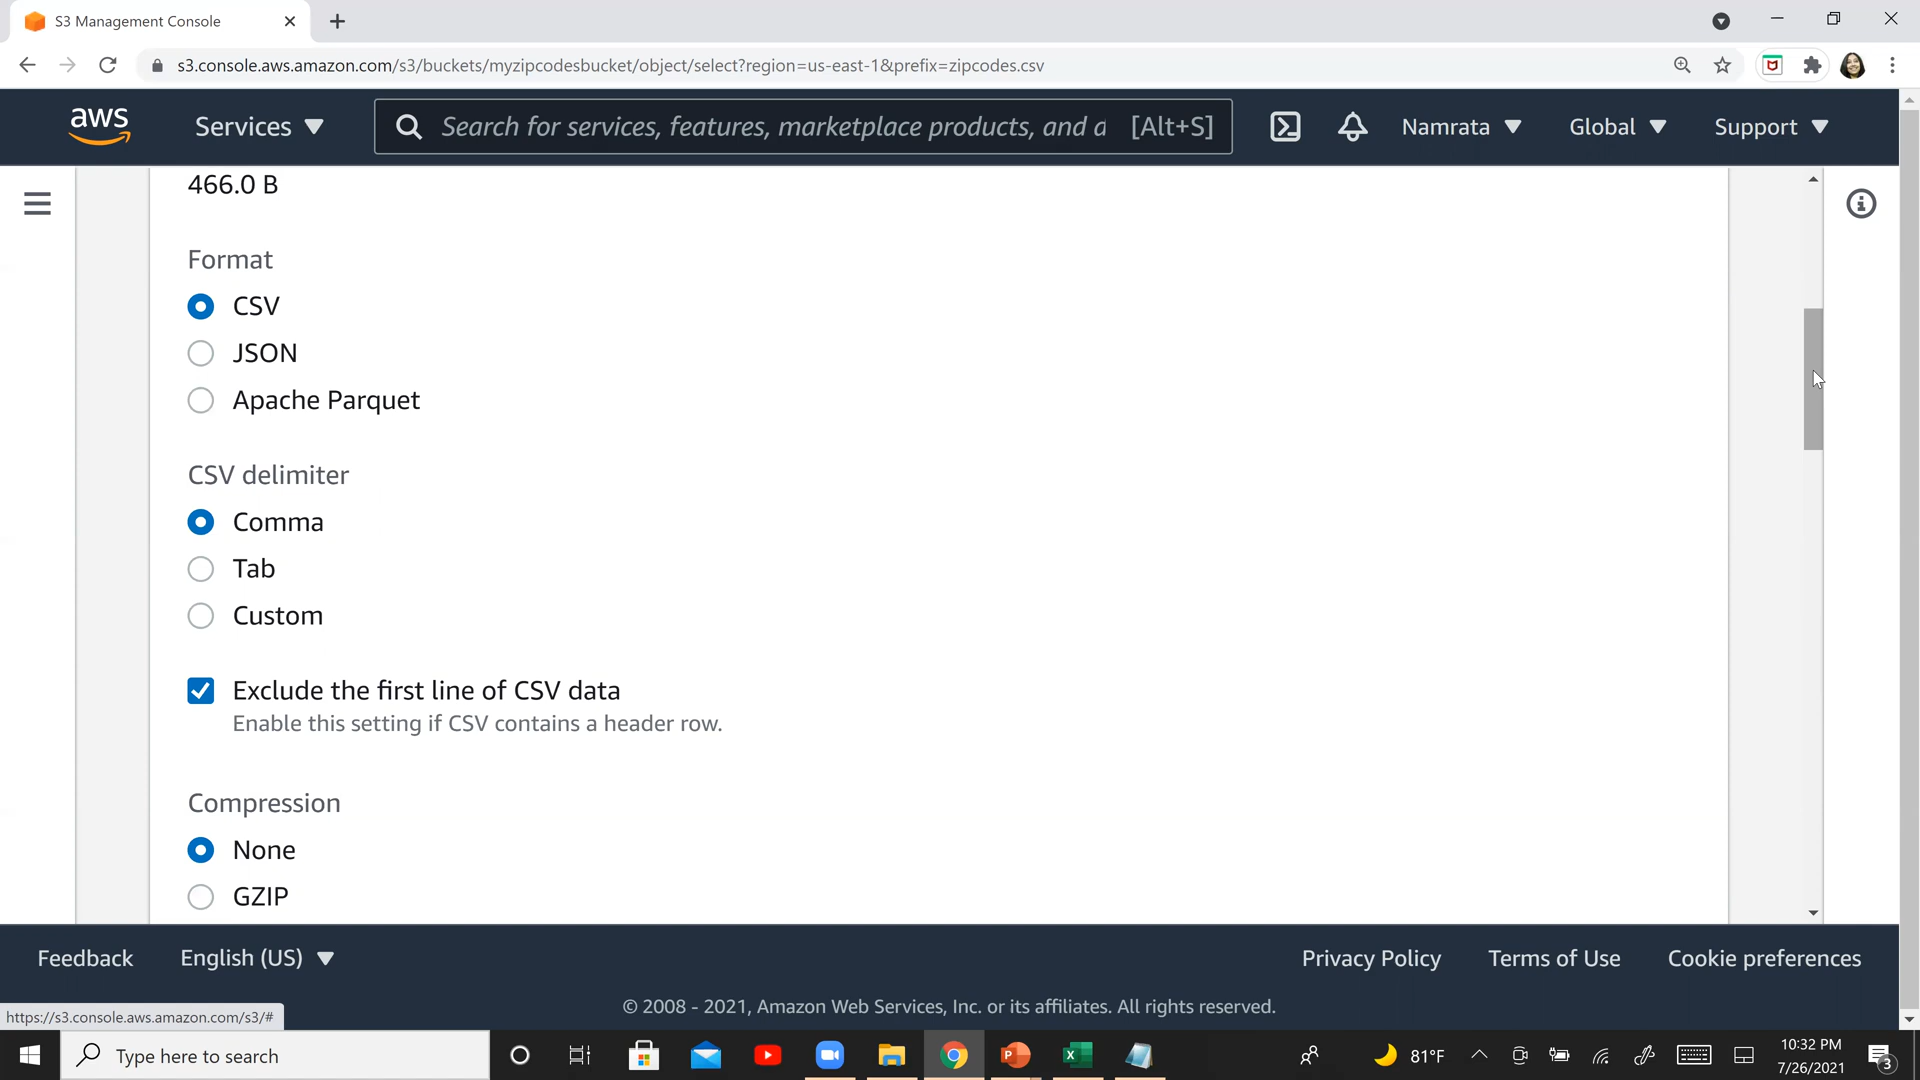 S3 Management Console
s3.console.aws.amazon.com/s3/buckets/myzipcodesbucket/object/select?region=us-east-1&prefix=zipcodes.csv
aws
Services
Search for services, features, marketplace products, and d
[Alt+S]
Namrata
Global
Support
466.0 B
Format
CSV
JSON
Apache Parquet
CSV delimiter
Comma
Tab
Custom
Exclude the first line of CSV data
Enable this setting if CSV contains a header row.
Compression
None
GZIP
Feedback
English (US)
Privacy Policy
Terms of Use
Cookie preferences
© 2008 - 2021, Amazon Web Services, Inc. or its affiliates. All rights reserved.
https://s3.console.aws.amazon.com/s3/#
Type here to search
81°F
10:32 PM
7/26/2021
3